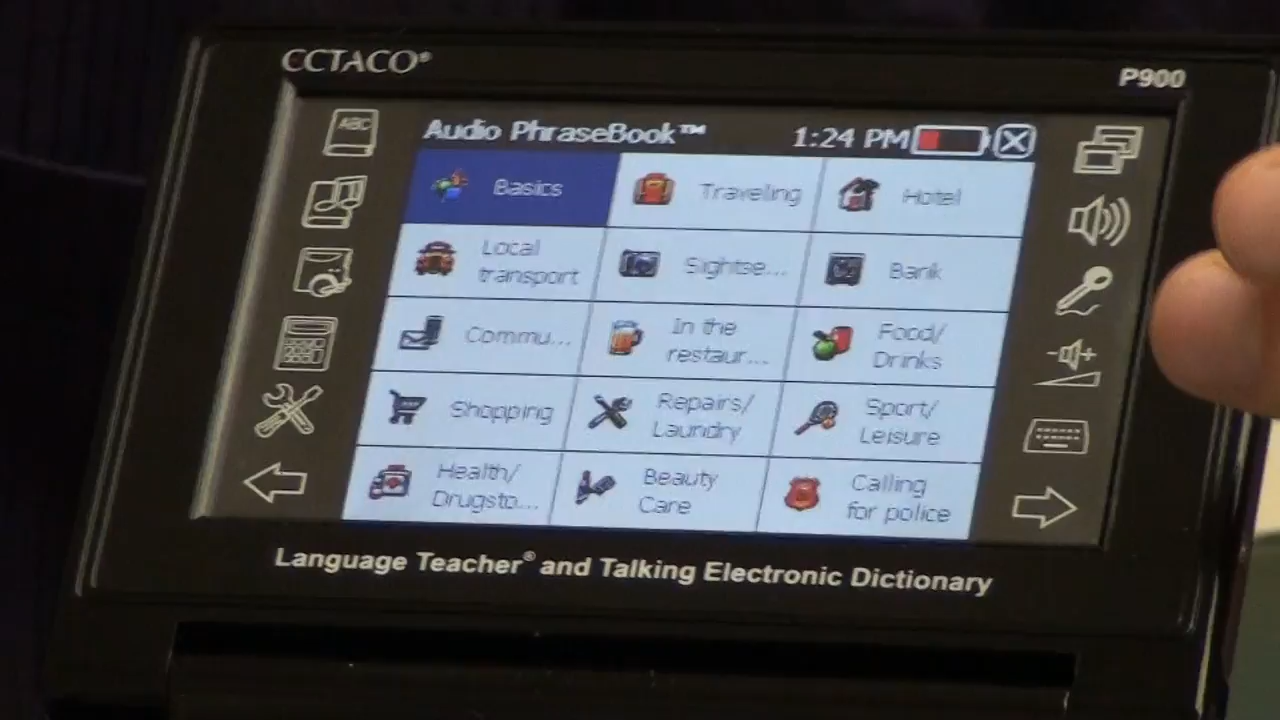 CCTACO®
P900
ABC
Audio PhraseBook™ 1:24 PM
Basics
Traveling
Hotel
Local
transport
Sightse...
Bank
Commu...
In the
restaur...
Food/
Drinks
Shopping
Repairs/
Laundry
Sport/
Leisure
Health/
Drugsto...
Beauty
Care
Calling
for police
Language Teacher® and Talking Electronic Dictionary